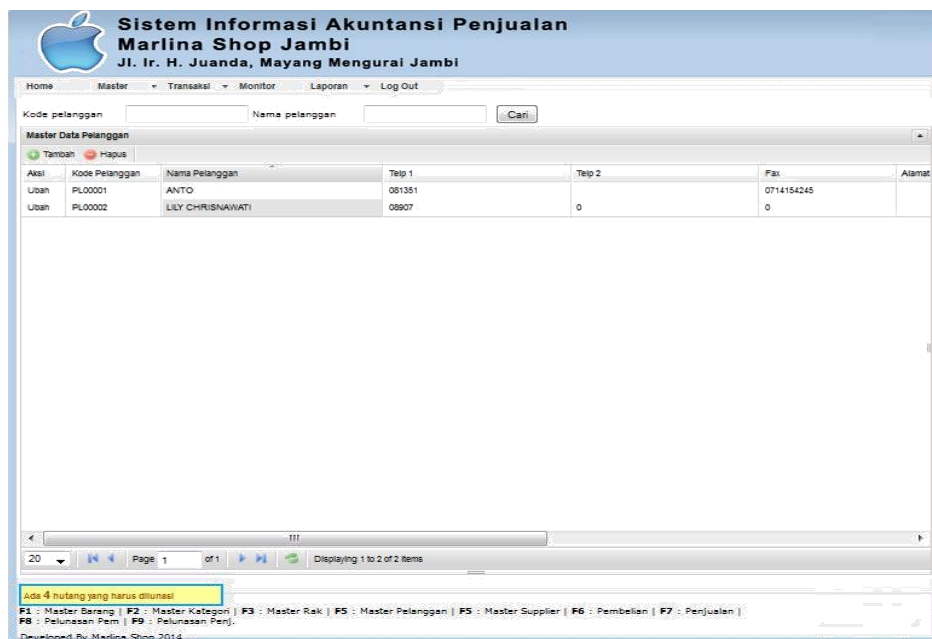 Sistem Informasi Akuntansi Penjualan
Marlina Shop Jambi
Jl. Ir. H. Juanda, Mayang Mengurai Jambi
Home Master Transaksi Monitor Laporan Log Out
Kode pelanggan Nama pelanggan Cari
Master Data Pelanggan
Tambah Hapus
Aksi Kode Pelanggan Nama Pelanggan Telp 1 Telp 2 Fax Alamat
Ubah PL00001 ANTO 081351 0714154245
Ubah PL00002 LILY CHRISNAWATI 08907 0 0
20 Page 1 of 1 Displaying 1 to 2 of 2 items
Ada 4 hutang yang harus dilunasi
F1 : Master Barang | F2 : Master Kategori | F3 : Master Rak | F5 : Master Pelanggan | F5 : Master Supplier | F6 : Pembelian | F7 : Penjualan |
F8 : Pelunasan Pem | F9 : Pelunasan Penj.
Developed By Marlina Shop 2014